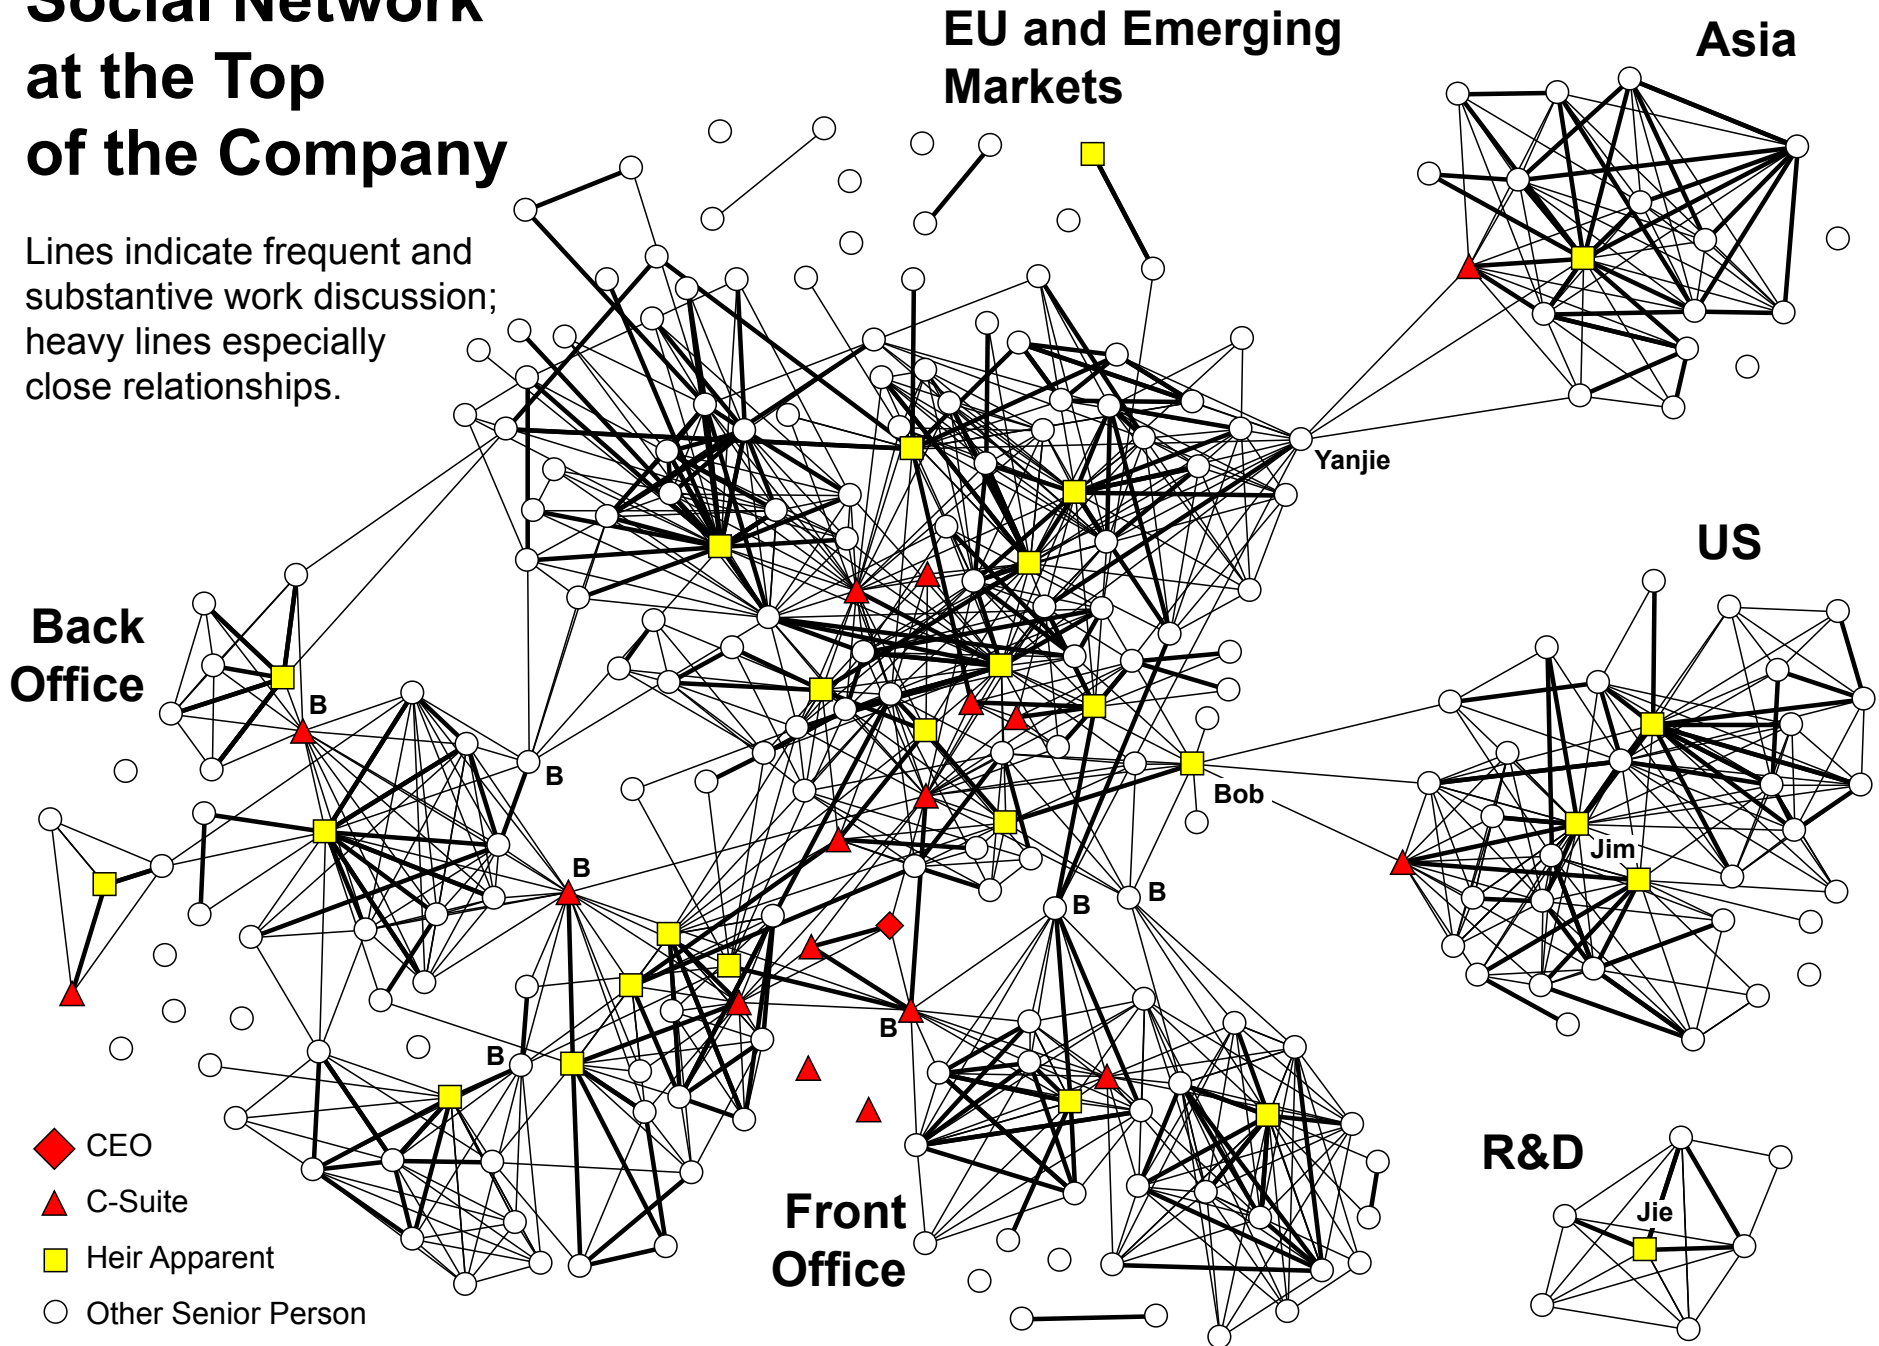 Social Network
at the Top
of the Company
Lines indicate frequent and
substantive work discussion;
heavy lines especially
close relationships.
EU and Emerging
Markets
Asia
Yanjie
US
Back
Office
B
B
Bob
Jim
B
B
B
B
B
R&D
Jie
Front
Office
CEO
C-Suite
Heir Apparent
Other Senior Person